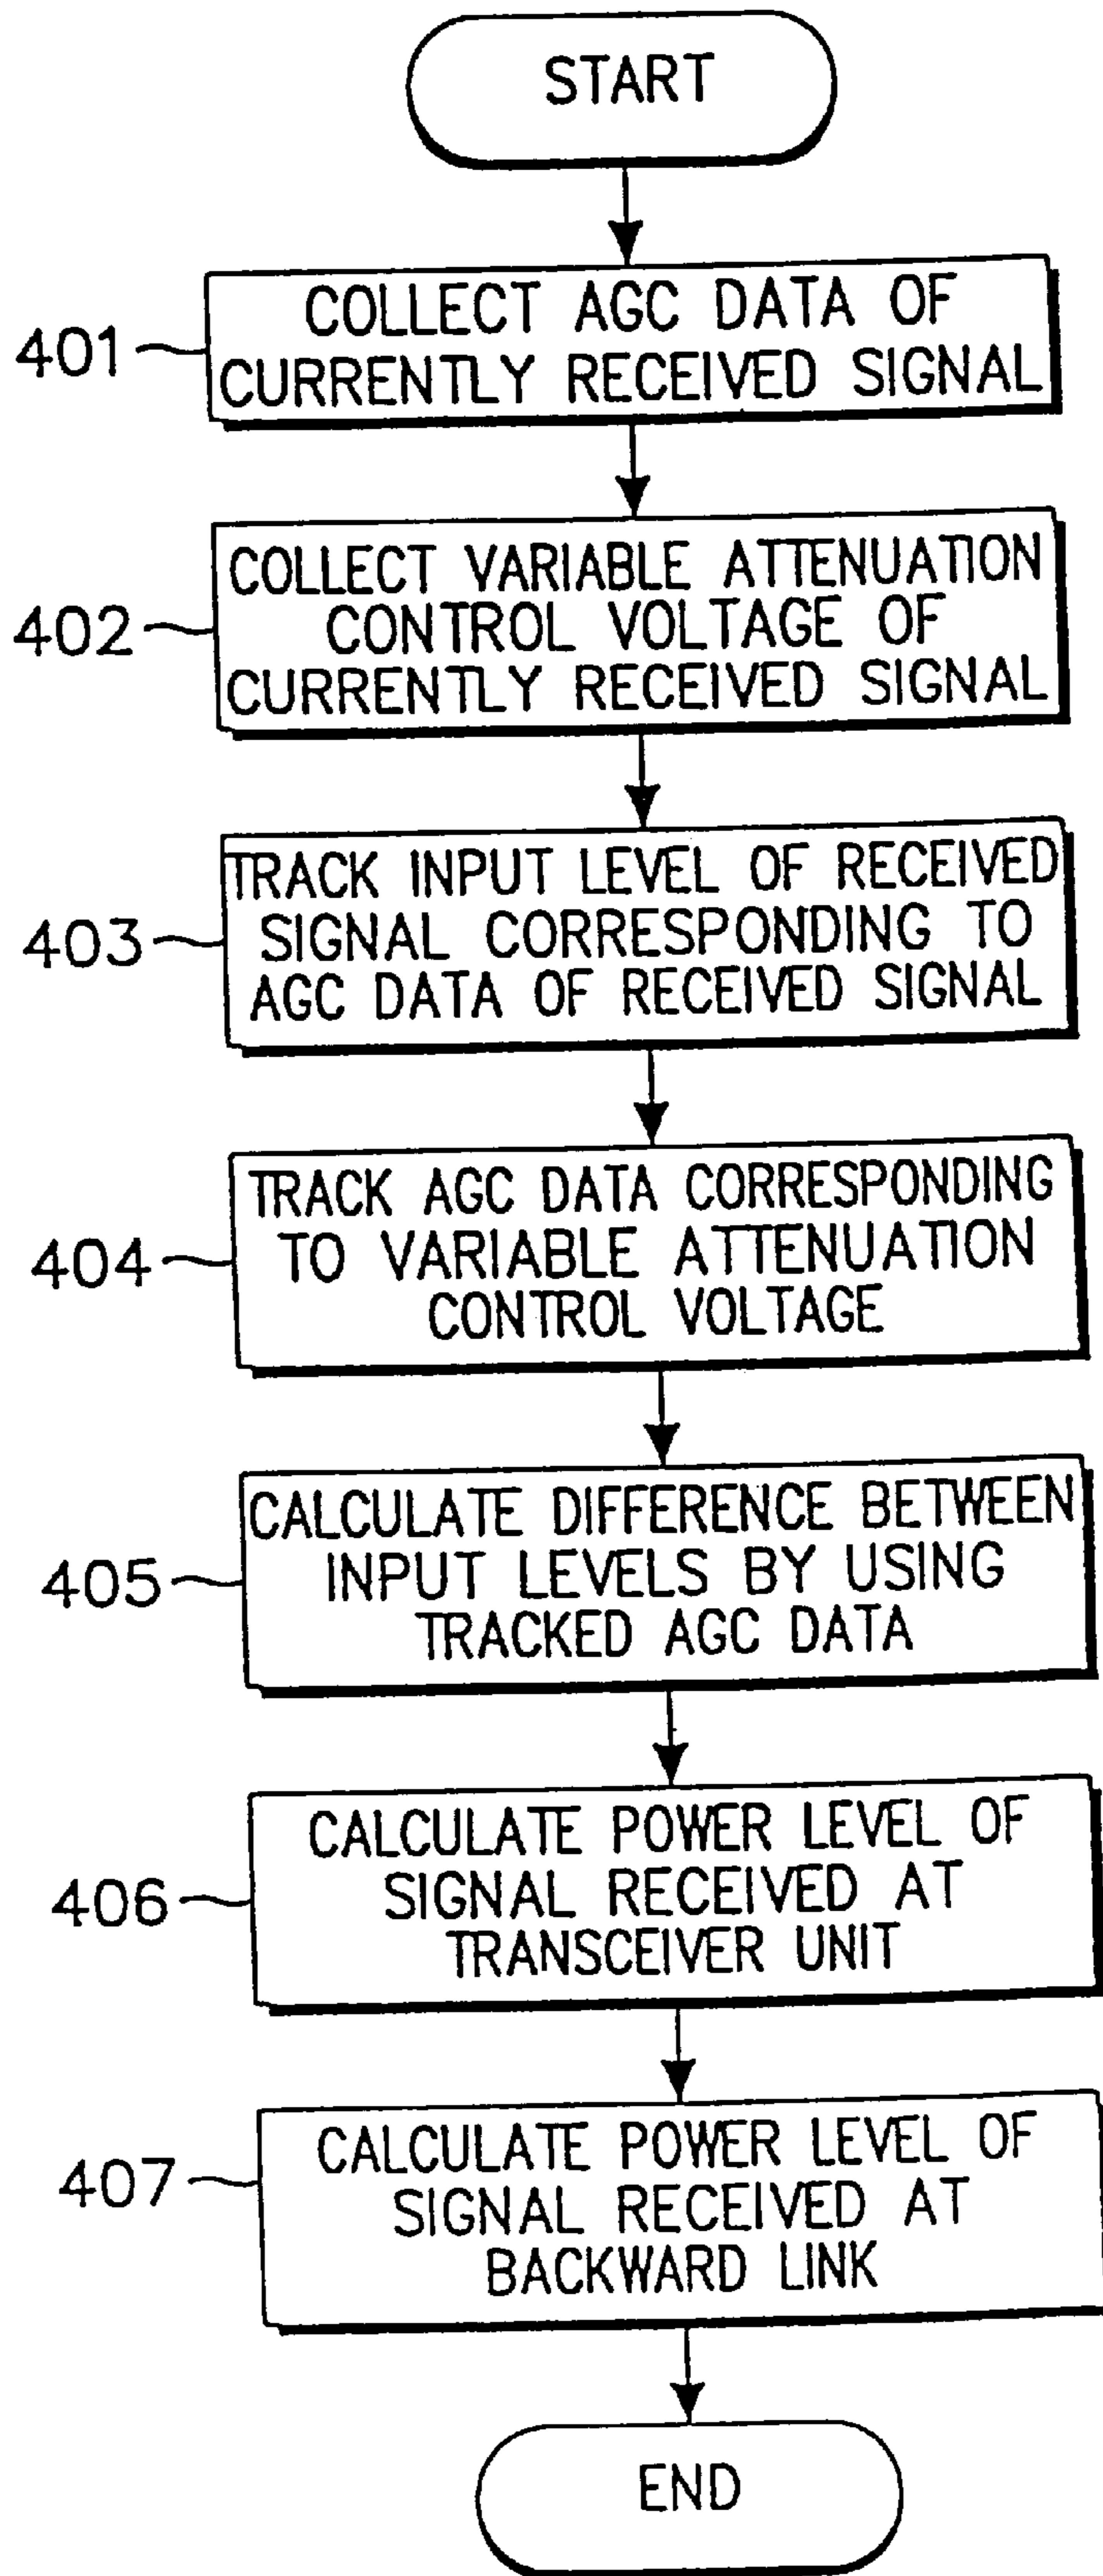 START
401
COLLECT AGC DATA OF
CURRENTLY RECEIVED SIGNAL
402
COLLECT VARIABLE ATTENUATION
CONTROL VOLTAGE OF
CURRENTLY RECEIVED SIGNAL
403
TRACK INPUT LEVEL OF RECEIVED
SIGNAL CORRESPONDING TO
AGC DATA OF RECEIVED SIGNAL
404
TRACK AGC DATA CORRESPONDING
TO VARIABLE ATTENUATION
CONTROL VOLTAGE
405
CALCULATE DIFFERENCE BETWEEN
INPUT LEVELS BY USING
TRACKED AGC DATA
406
CALCULATE POWER LEVEL OF
SIGNAL RECEIVED AT
TRANSCEIVER UNIT
407
CALCULATE POWER LEVEL OF
SIGNAL RECEIVED AT
BACKWARD LINK
END